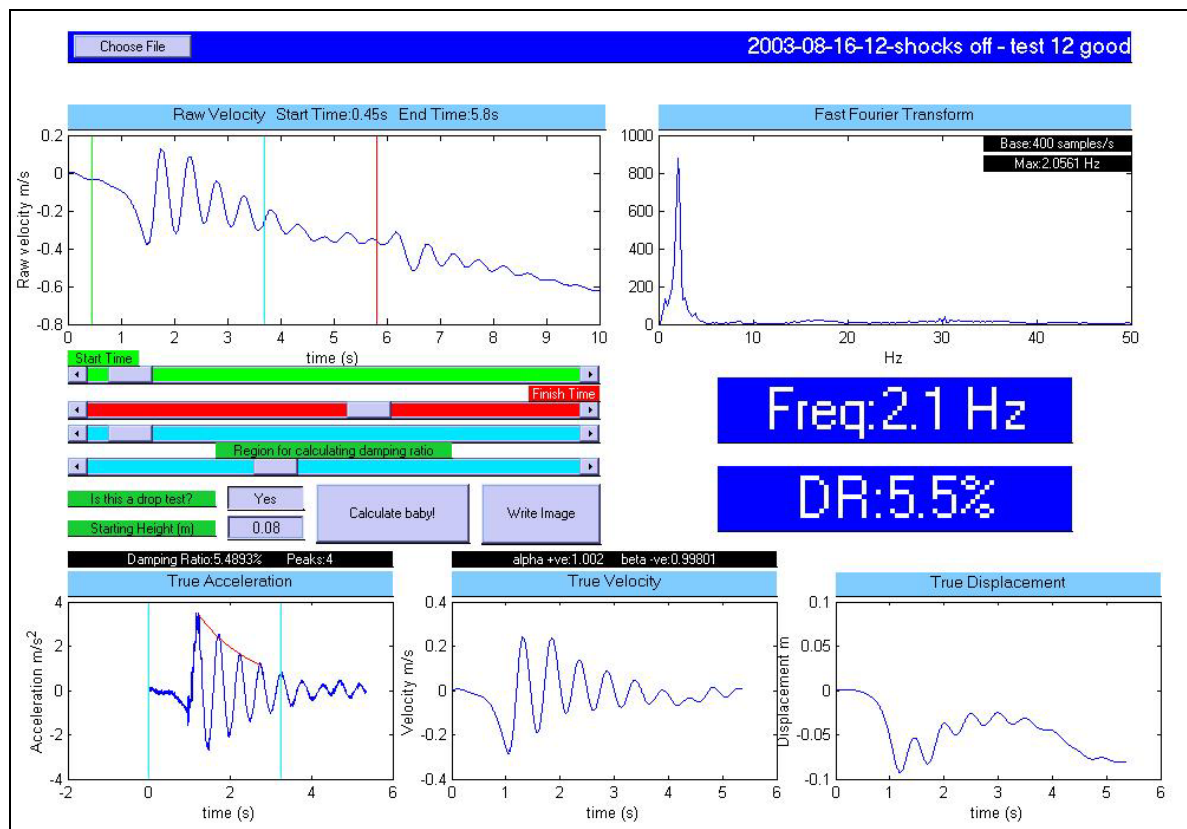 Choose File
2003-08-16-12-shocks off - test 12 good
Raw Velocity Start Time:0.45s End Time:5.8s
Fast Fourier Transform
0.2
0
-0.2
-0.4
-0.6
-0.8
Raw velocity m/s
0 1 2 3 4 5 6 7 8 9 10
time (s)
1000
800
600
400
200
0
Base:400 samples/s
Max:2.0561 Hz
0 10 20 30 40 50
Hz
Start Time
Finish Time
Region for calculating damping ratio
Is this a drop test?
Yes
Starting Height (m)
0.08
Calculate baby!
Write Image
Freq:2.1 Hz
DR:5.5%
Damping Ratio:5.4893% Peaks:4
True Acceleration
4
2
0
-2
-4
Acceleration m/s²
-2 0 2 4 6
time (s)
alpha +ve:1.002 beta -ve:0.99801
True Velocity
0.4
0.2
0
-0.2
-0.4
Velocity m/s
0 1 2 3 4 5 6
time (s)
True Displacement
0.1
0.05
0
-0.05
-0.1
Displacement m
0 1 2 3 4 5 6
time (s)